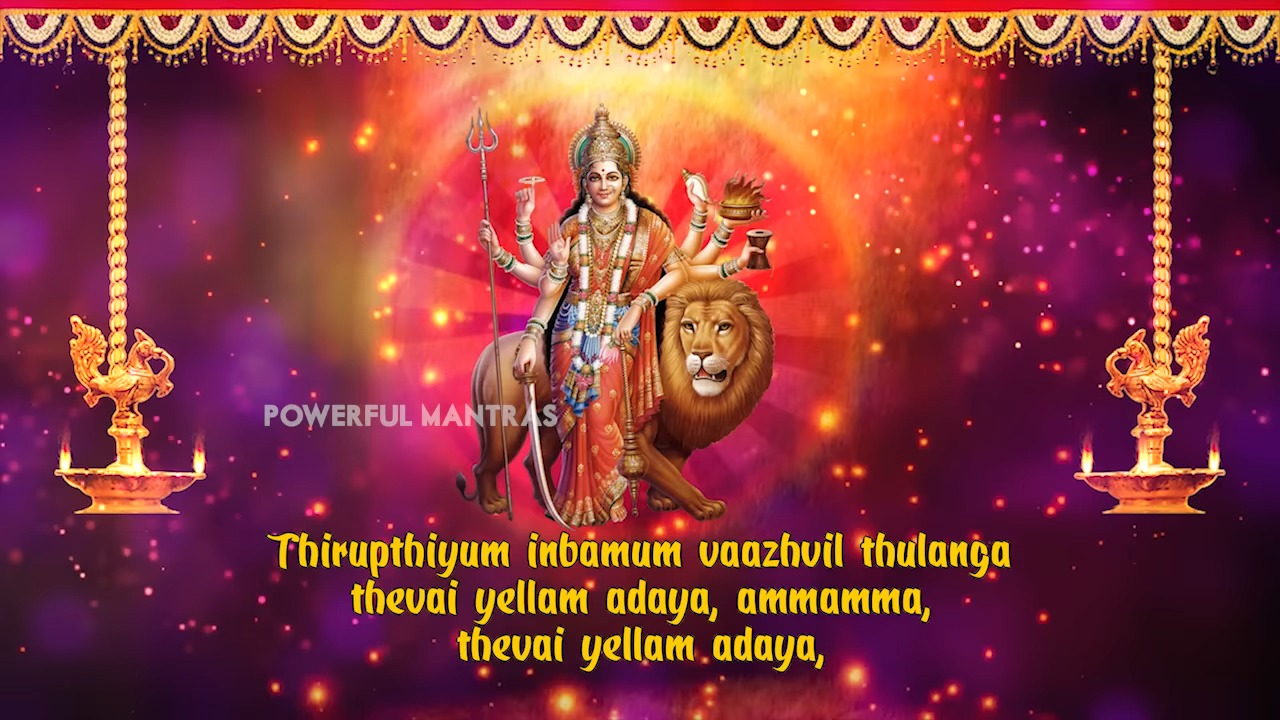 POWERFUL MANTRAS
Thirupthiyum inbamum vaazhvil thulanga
thevai yellam adaya, ammamma,
thevai yellam adaya,